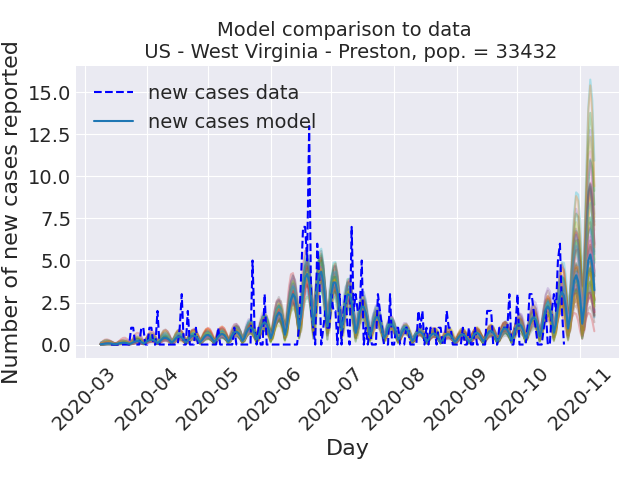 Model comparison to data
US - West Virginia - Preston, pop. = 33432
Number of new cases reported
15.0
12.5
10.0
7.5
5.0
2.5
0.0
new cases data
new cases model
2020-03
2020-04
2020-05
2020-06
2020-07
2020-08
2020-09
2020-10
2020-11
Day